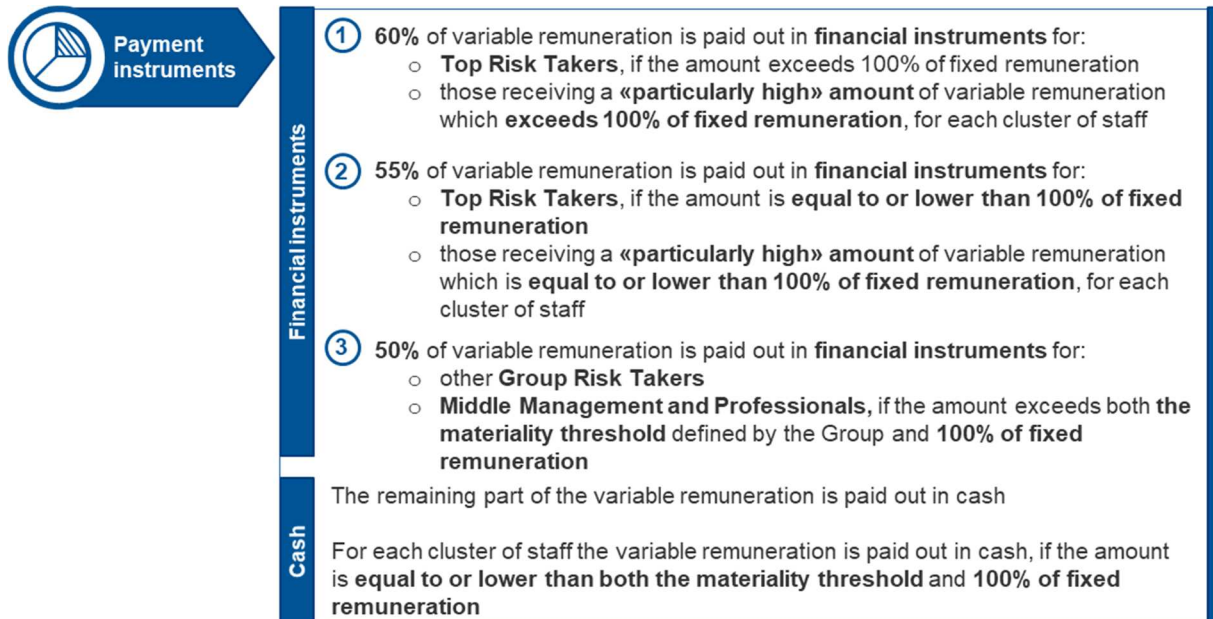 Payment
instruments
Financial instruments
1 60% of variable remuneration is paid out in financial instruments for:
o Top Risk Takers, if the amount exceeds 100% of fixed remuneration
o those receiving a «particularly high» amount of variable remuneration
which exceeds 100% of fixed remuneration, for each cluster of staff
2 55% of variable remuneration is paid out in financial instruments for:
o Top Risk Takers, if the amount is equal to or lower than 100% of fixed
remuneration
o those receiving a «particularly high» amount of variable remuneration
which is equal to or lower than 100% of fixed remuneration, for each
cluster of staff
3 50% of variable remuneration is paid out in financial instruments for:
o other Group Risk Takers
o Middle Management and Professionals, if the amount exceeds both the
materiality threshold defined by the Group and 100% of fixed
remuneration
Cash
The remaining part of the variable remuneration is paid out in cash
For each cluster of staff the variable remuneration is paid out in cash, if the amount
is equal to or lower than both the materiality threshold and 100% of fixed
remuneration